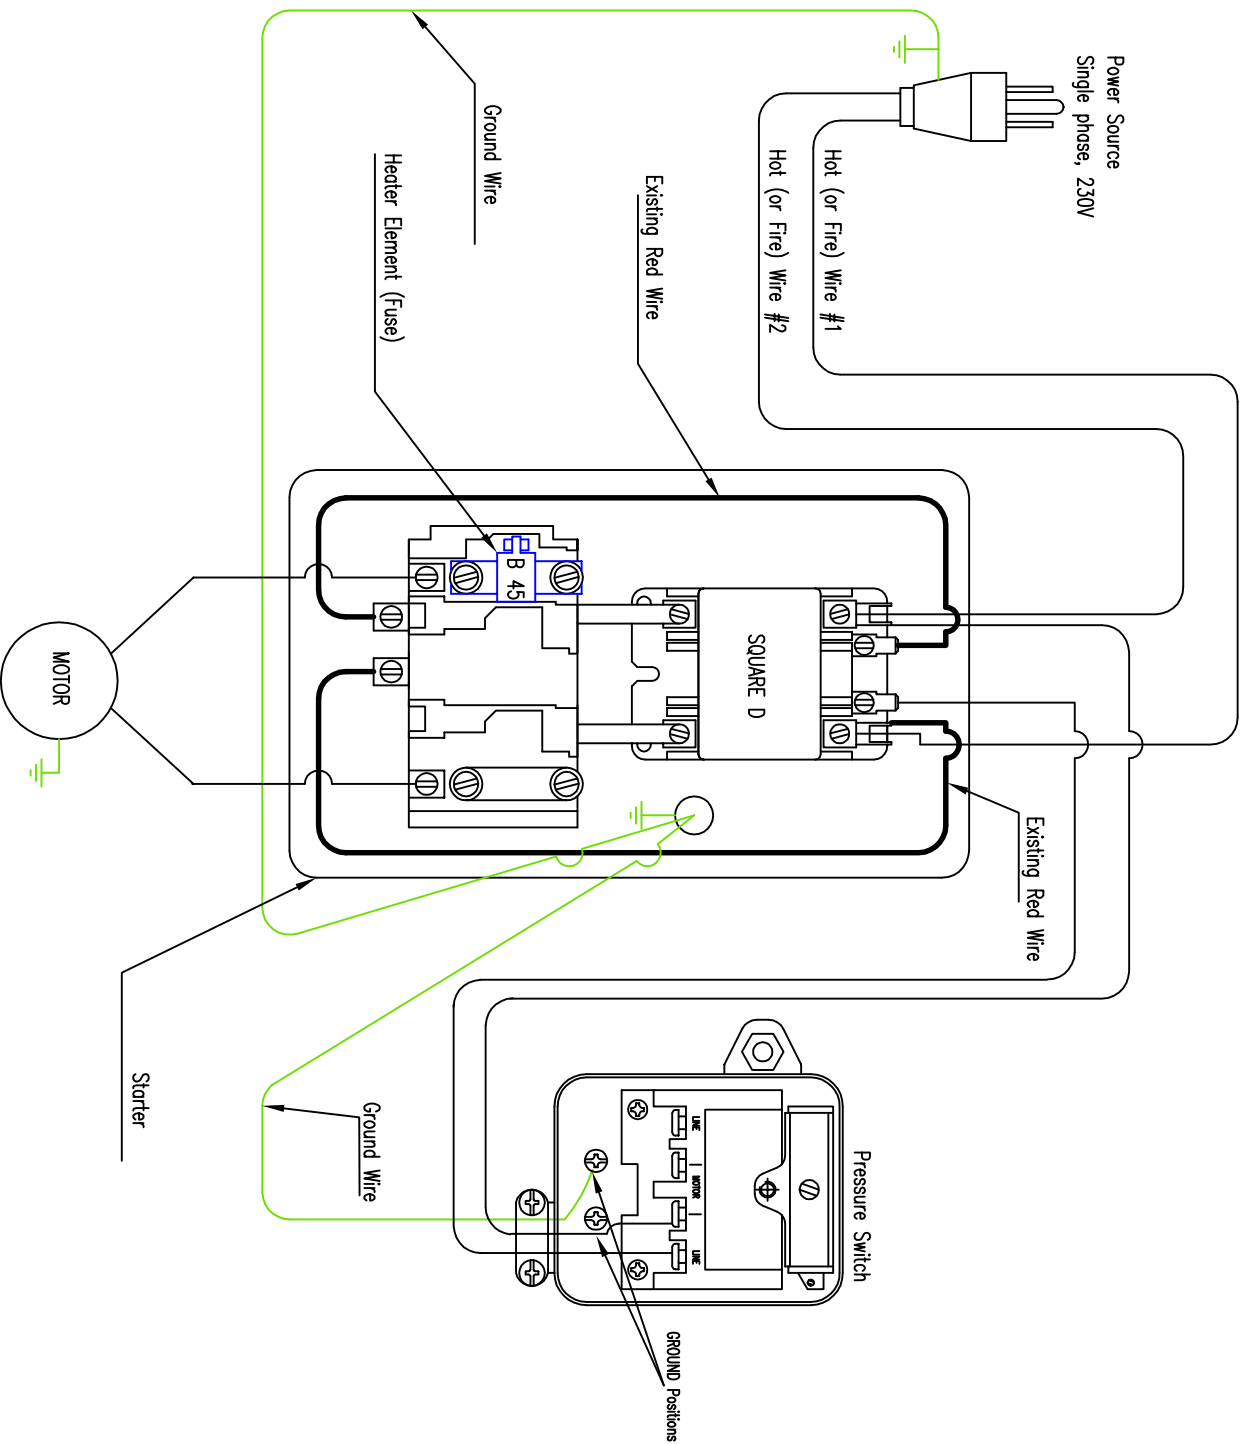 Power Source
Single phase, 230V
Hot (or Fire) Wire #1
Hot (or Fire) Wire #2
Existing Red Wire
Ground Wire
Heater Element (Fuse)
B 45
SQUARE D
MOTOR
Existing Red Wire
Starter
Ground Wire
Pressure Switch
LINE
MOTOR
LINE
GROUND Positions